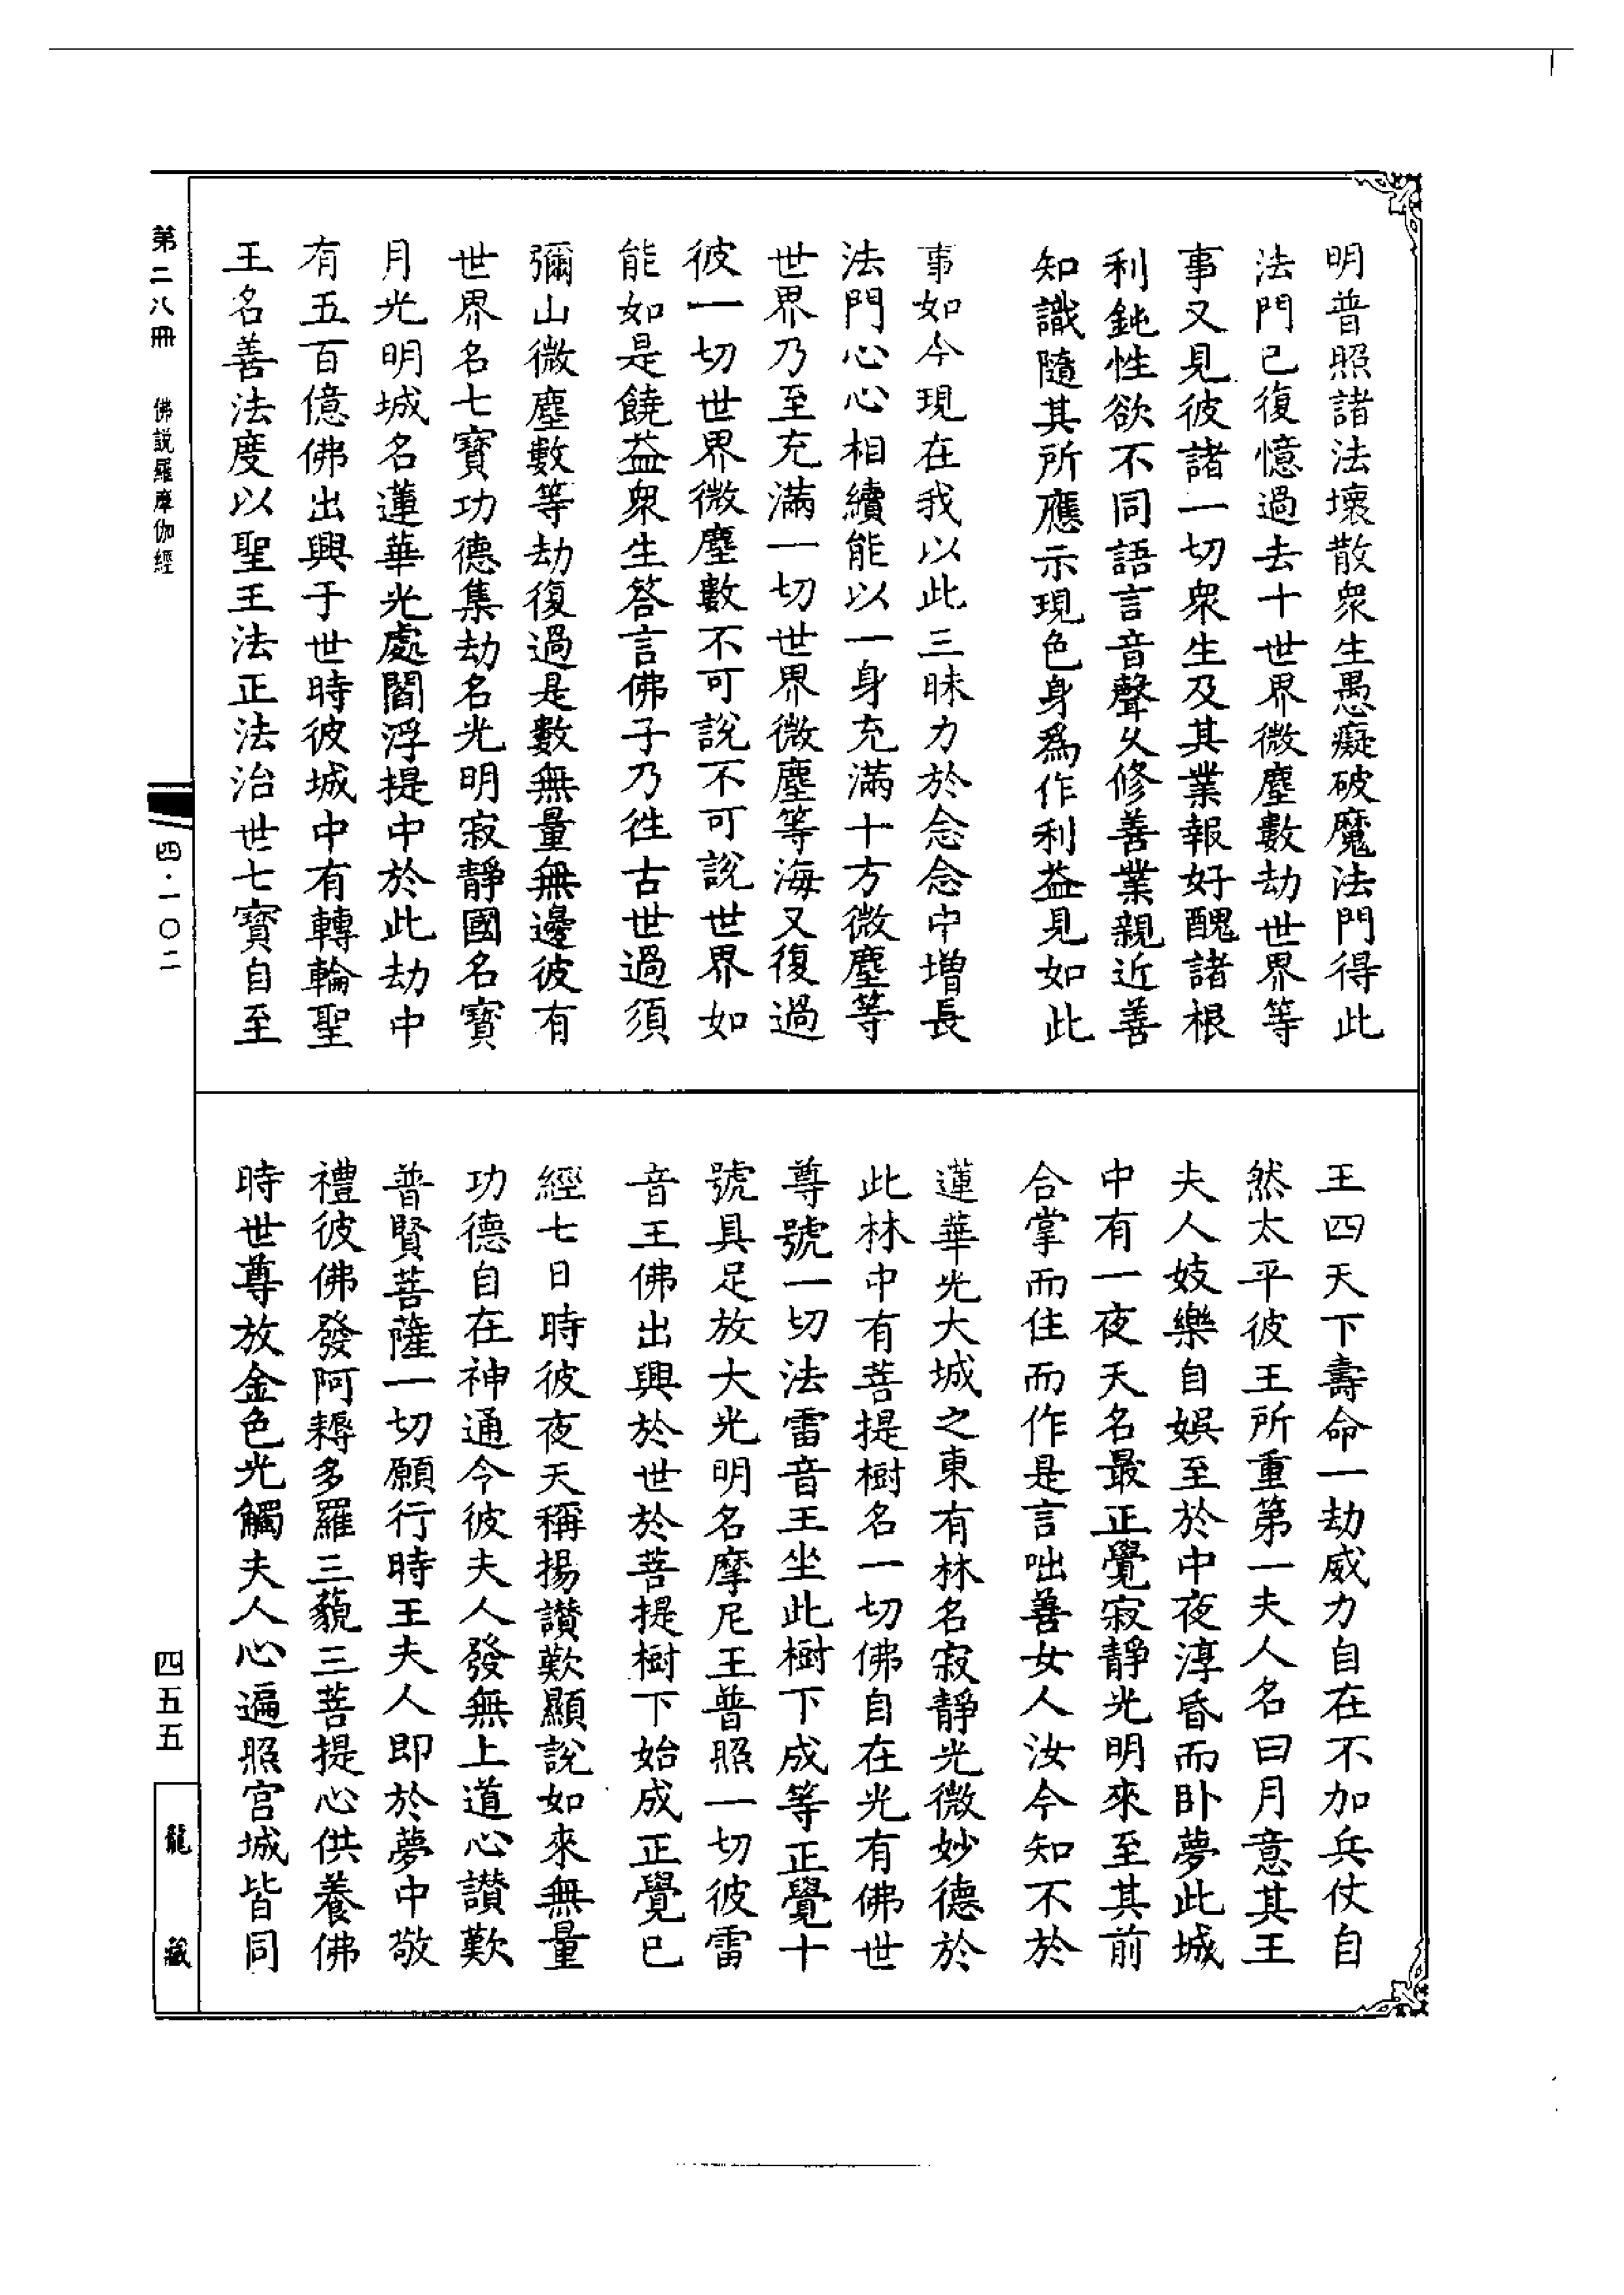 明普照諸法壞散衆生愚癡破魔法門得此
法門已復憶過去十世界微塵數劫世界等
事又見彼諸一切衆生及其業報好醜諸根
利鈍性欲不同語言音聲久修善業親近善
知識隨其所應示現色身爲作利益見如此
事如今現在我以此三昧力於念念中增長
法門心心相續能以一身充滿十方微塵等
世界乃至充滿一切世界微塵等海又復過
彼一切世界微塵數不可說不可說世界如
能如是饒益衆生答言佛子乃徃古世過須
彌山微塵數等劫復過是數無量無邊彼有
世界名七寶功德集劫名光明寂靜國名寶
月光明城名蓮華光處閻浮提中於此劫中
有五百億佛出興于世時彼城中有轉輪聖
王名善法度以聖王法正法治世七寶自至
王四天下壽命一劫威力自在不加兵仗自
然太平彼王所重第一夫人名曰月意其王
夫人妓樂自娛至於中夜淳昏而卧夢此城
中有一夜天名最正覺寂靜光明來至其前
合掌而住而作是言咄善女人汝今知不於
蓮華光大城之東有林名寂靜光微妙德於
此林中有菩提樹名一切佛自在光有佛世
尊號一切法雷音王坐此樹下成等正覺十
號具足放大光明名摩尼王普照一切彼雷
音王佛出興於世於菩提樹下始成正覺已
經七日時彼夜天稱揚讚歎顯說如來無量
功德自在神通今彼夫人發無上道心讚歎
普賢菩薩一切願行時王夫人即於夢中敬
禮彼佛發阿耨多羅三藐三菩提心供養佛
時世尊放金色光觸夫人心遍照宫城皆同
第二八冊 佛說羅摩伽經
四·一〇二
四五五
龍藏